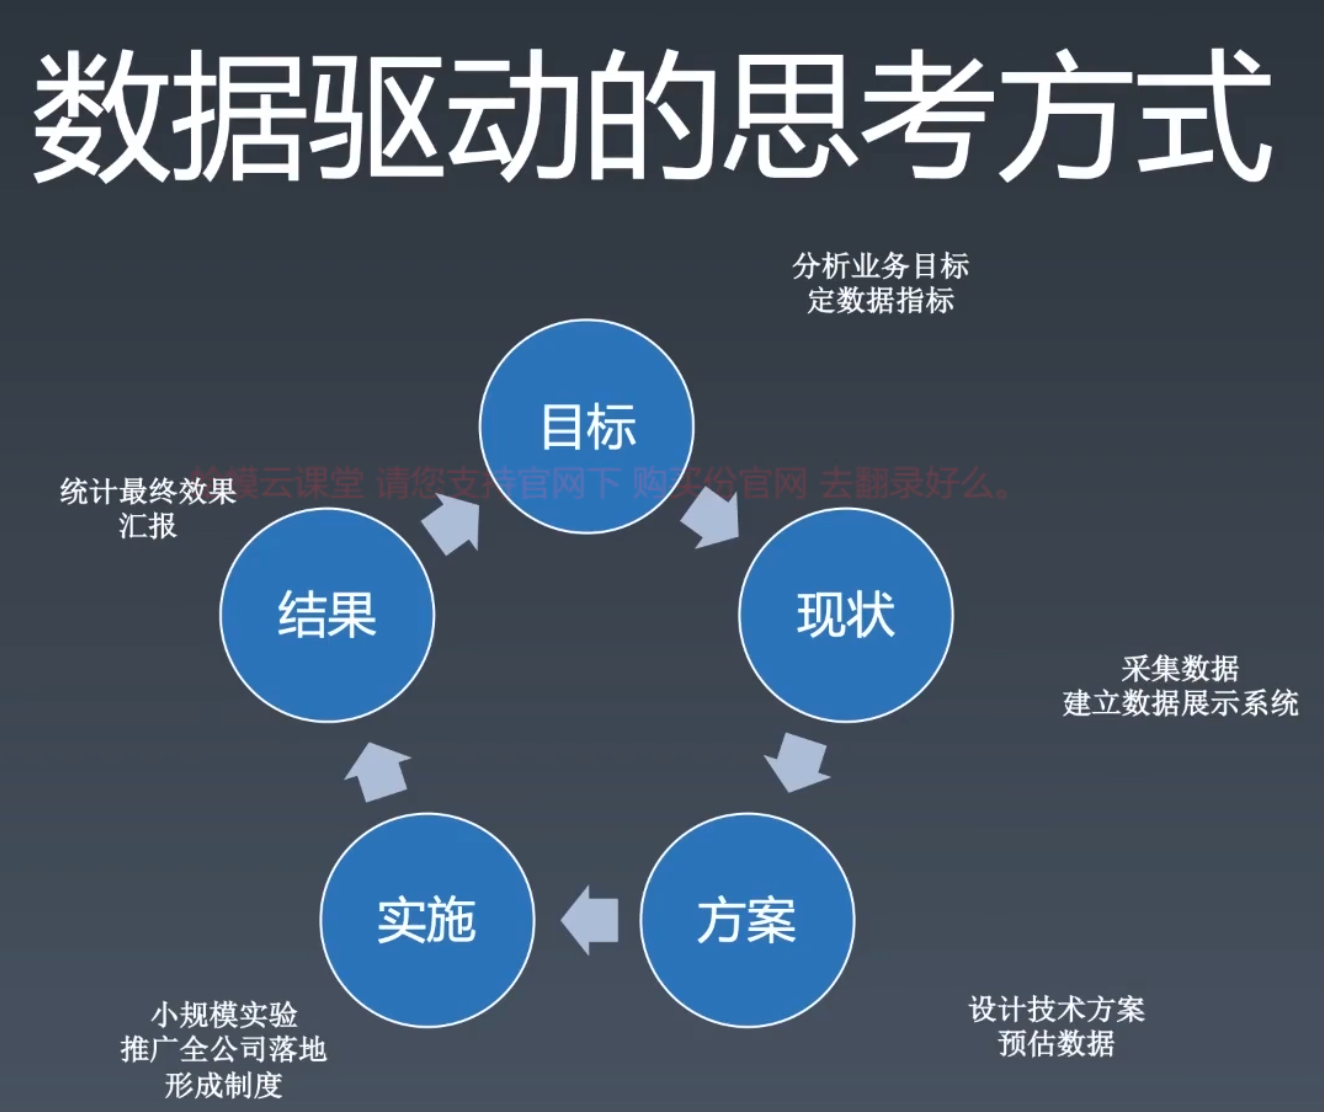 数据驱动的思考方式
分析业务目标
定数据指标
目标
统计最终效果
汇报
云课堂 请您支持官网下 购买份官网 去翻录好么。
结果
现状
采集数据
建立数据展示系统
实施
方案
小规模实验
推广全公司落地
形成制度
设计技术方案
预估数据